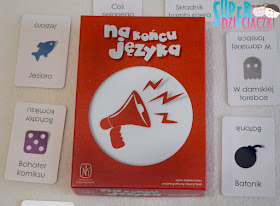 SUPER
DZIECIACZKI
Jezioro
Coś
Składnik
W damskiej
torebce
na końcu
języka
Jezioro
W damskiej
torebce
Bohater
komiksu
Batonik
Bohater
komiksu
Batonik